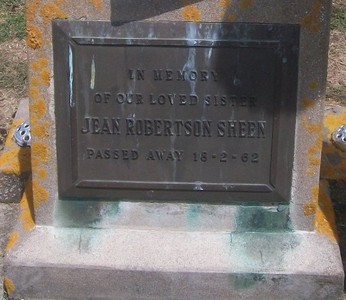 IN MEMORY
OF OUR LOVED SISTER
JEAN ROBERTSON SHEEN
PASSED AWAY 18-2-62